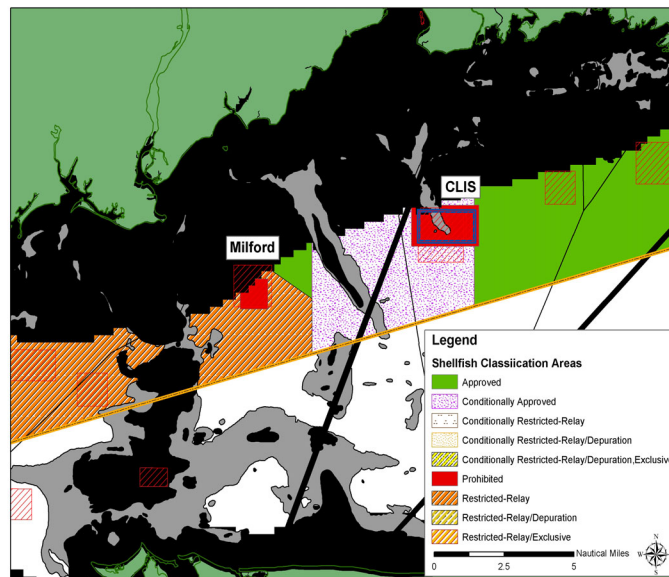 CLIS
Milford
Legend
Shellfish Classiication Areas
Approved
Conditionally Approved
Conditionally Restricted-Relay
Conditionally Restricted-Relay/Depuration
Conditionally Restricted-Relay/Depuration,Exclusive
Prohibited
Restricted-Relay
Restricted-Relay/Depuration
Restricted-Relay/Exclusive
Nautical Miles
0 2.5 5
N
W E
S